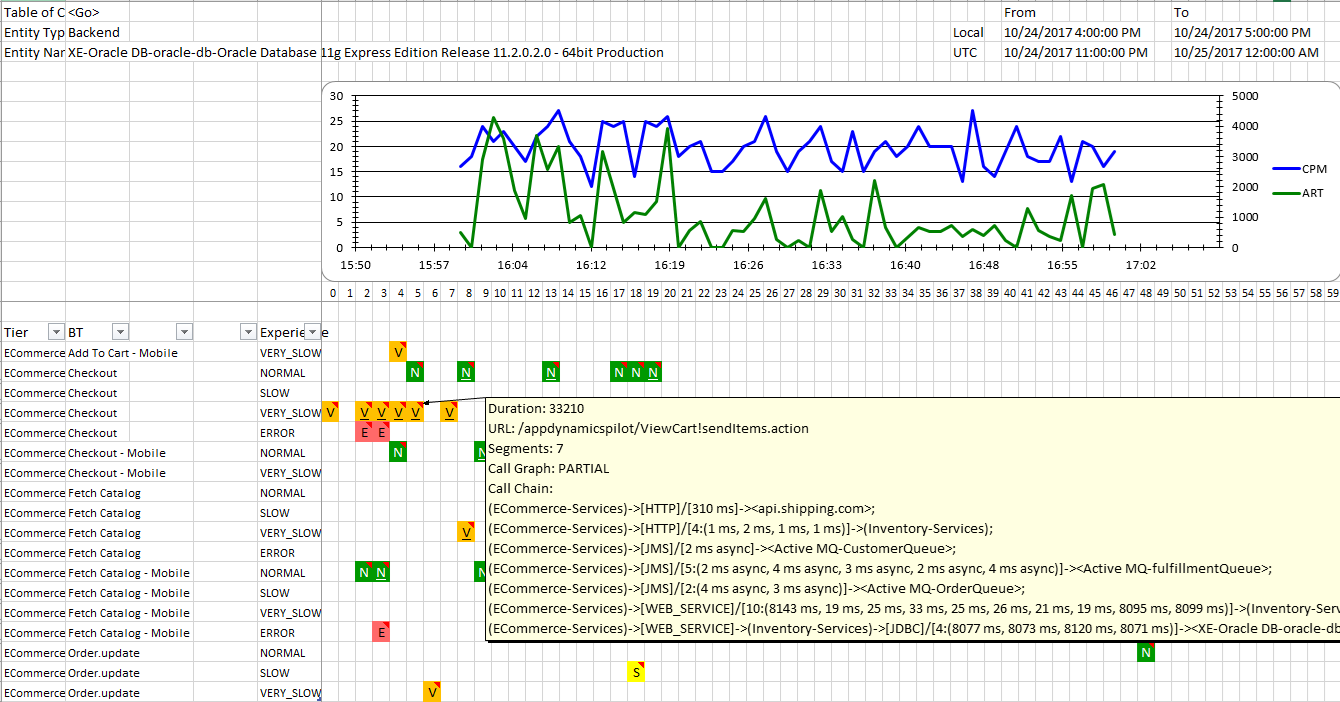 Table of C <Go> From To
Entity Typ Backend Local 10/24/2017 4:00:00 PM 10/24/2017 5:00:00 PM
Entity Nar XE-Oracle DB-oracle-db-Oracle Database 11g Express Edition Release 11.2.0.2.0 - 64bit Production UTC 10/24/2017 11:00:00 PM 10/25/2017 12:00:00 AM
30 5000
25 4000
20 3000
15 2000
10 1000
5
0 0
CPM
ART
15:50 15:57 16:04 16:12 16:19 16:26 16:33 16:40 16:48 16:55 17:02
0 1 2 3 4 5 6 7 8 9 10 11 12 13 14 15 16 17 18 19 20 21 22 23 24 25 26 27 28 29 30 31 32 33 34 35 36 37 38 39 40 41 42 43 44 45 46 47 48 49 50 51 52 53 54 55 56 57 58 59
Tier BT Experience
ECommerce Add To Cart - Mobile VERY_SLOW V
ECommerce Checkout NORMAL N N N N N N
ECommerce Checkout SLOW
ECommerce Checkout VERY_SLOW V V V V V V
ECommerce Checkout ERROR E E
ECommerce Checkout - Mobile NORMAL N N
ECommerce Checkout - Mobile VERY_SLOW
ECommerce Fetch Catalog NORMAL
ECommerce Fetch Catalog SLOW
ECommerce Fetch Catalog VERY_SLOW V
ECommerce Fetch Catalog ERROR
ECommerce Fetch Catalog - Mobile NORMAL N N N
ECommerce Fetch Catalog - Mobile SLOW
ECommerce Fetch Catalog - Mobile VERY_SLOW
ECommerce Fetch Catalog - Mobile ERROR E
ECommerce Order.update NORMAL N
ECommerce Order.update SLOW S
ECommerce Order.update VERY_SLOW V
Duration: 33210
URL: /appdynamicspilot/ViewCart!sendItems.action
Segments: 7
Call Graph: PARTIAL
Call Chain:
(ECommerce-Services)->[HTTP]/[310 ms]-><api.shipping.com>;
(ECommerce-Services)->[HTTP]/[4:(1 ms, 2 ms, 1 ms, 1 ms)]->(Inventory-Services);
(ECommerce-Services)->[JMS]/[2 ms async]-><Active MQ-CustomerQueue>;
(ECommerce-Services)->[JMS]/[5:(2 ms async, 4 ms async, 3 ms async, 2 ms async, 4 ms async)]-><Active MQ-fulfillmentQueue>;
(ECommerce-Services)->[JMS]/[2:(4 ms async, 3 ms async)]-><Active MQ-OrderQueue>;
(ECommerce-Services)->[WEB_SERVICE]/[10:(8143 ms, 19 ms, 25 ms, 33 ms, 25 ms, 26 ms, 21 ms, 19 ms, 8095 ms, 8099 ms)]->(Inventory-Serv
(ECommerce-Services)->[WEB_SERVICE]->(Inventory-Services)->[JDBC]/[4:(8077 ms, 8073 ms, 8120 ms, 8071 ms)]-><XE-Oracle DB-oracle-db